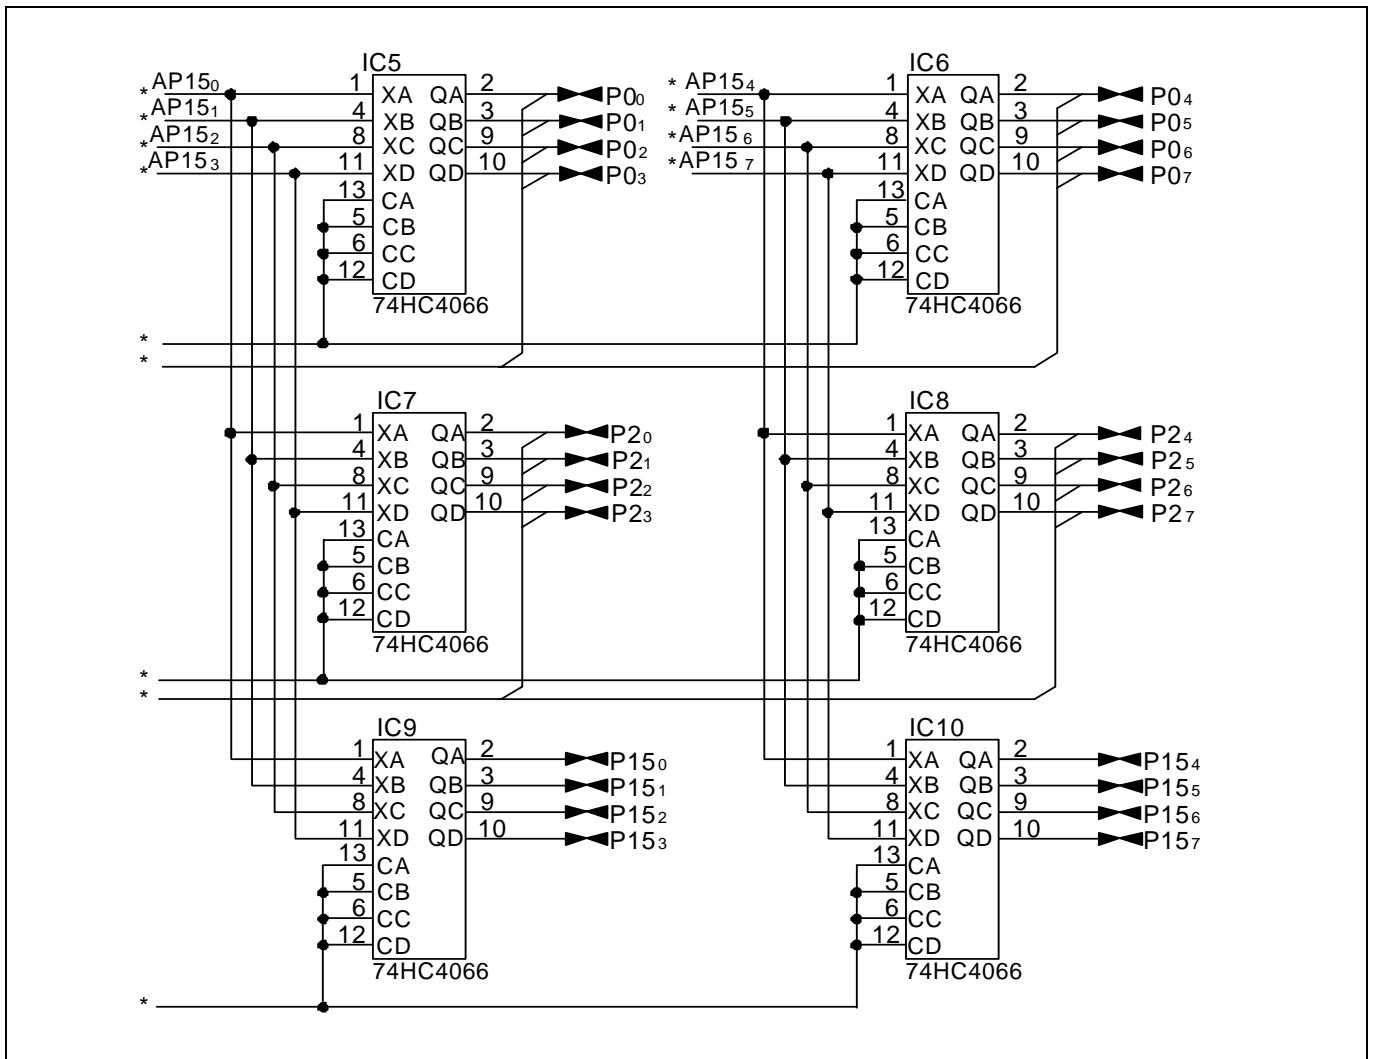 IC5
* AP150 1 XA QA 2 P00
* AP151 4 XB QB 3 P01
* AP152 8 XC QC 9 P02
* AP153 11 XD QD 10 P03
13 CA
5 CB
6 CC
12 CD
74HC4066
IC6
* AP154 1 XA QA 2 P04
* AP155 4 XB QB 3 P05
* AP156 8 XC QC 9 P06
* AP157 11 XD QD 10 P07
13 CA
5 CB
6 CC
12 CD
74HC4066
*
*
IC7
1 XA QA 2 P20
4 XB QB 3 P21
8 XC QC 9 P22
11 XD QD 10 P23
13 CA
5 CB
6 CC
12 CD
74HC4066
IC8
1 XA QA 2 P24
4 XB QB 3 P25
8 XC QC 9 P26
11 XD QD 10 P27
13 CA
5 CB
6 CC
12 CD
74HC4066
*
*
IC9
1 XA QA 2 P150
4 XB QB 3 P151
8 XC QC 9 P152
11 XD QD 10 P153
13 CA
5 CB
6 CC
12 CD
74HC4066
IC10
1 XA QA 2 P154
4 XB QB 3 P155
8 XC QC 9 P156
11 XD QD 10 P157
13 CA
5 CB
6 CC
12 CD
74HC4066
*